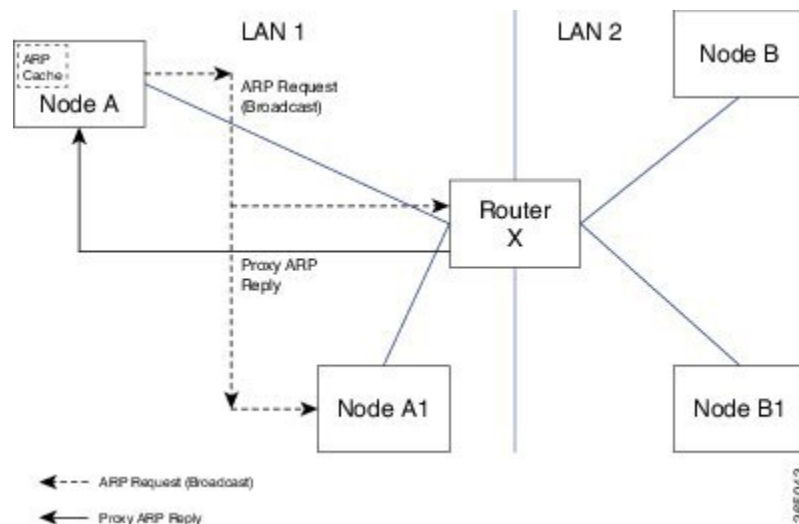 LAN 1
LAN 2
ARP
Cache
Node A
ARP Request
(Broadcast)
Node B
Router
X
Proxy ARP
Reply
Node A1
Node B1
ARP Request (Broadcast)
Proxy ARP Reply